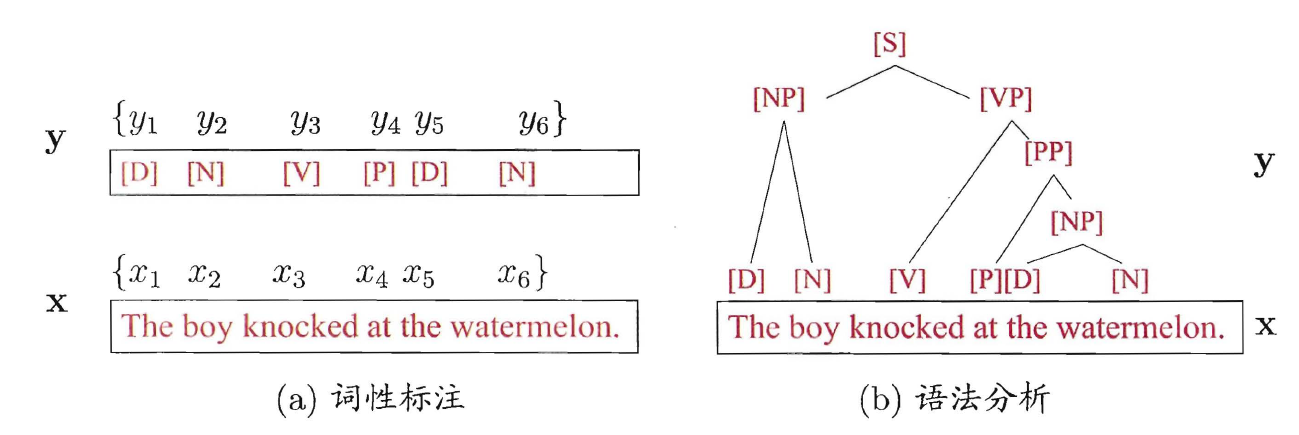 {y1 y2 y3 y4 y5 y6}
y
[D] [N] [V] [P] [D] [N]
{x1 x2 x3 x4 x5 x6}
x
The boy knocked at the watermelon.
(a) 词性标注
[S]
[NP] [VP]
[PP]
y
[NP]
[D] [N] [V] [P][D] [N]
The boy knocked at the watermelon. x
(b) 语法分析